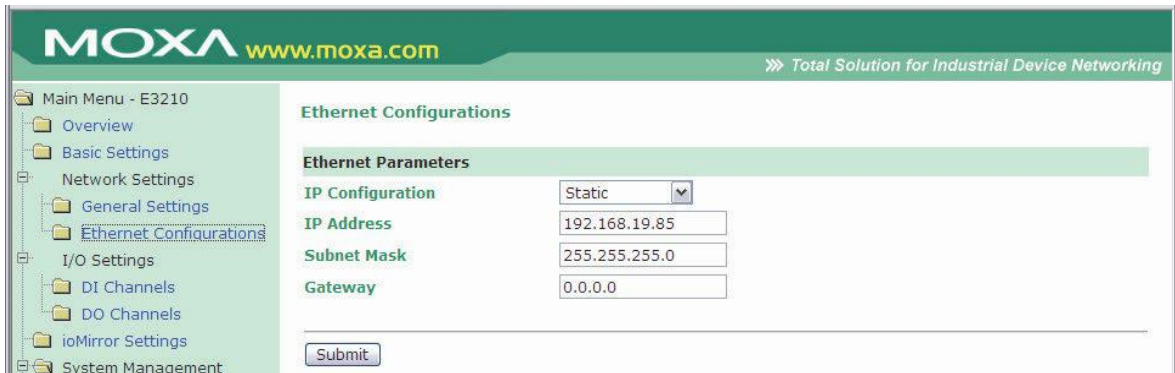 MOXA www.moxa.com
Total Solution for Industrial Device Networking
Main Menu - E3210
Overview
Basic Settings
Network Settings
General Settings
Ethernet Configurations
I/O Settings
DI Channels
DO Channels
ioMirror Settings
System Management
Ethernet Configurations
Ethernet Parameters
IP Configuration Static
IP Address 192.168.19.85
Subnet Mask 255.255.255.0
Gateway 0.0.0.0
Submit